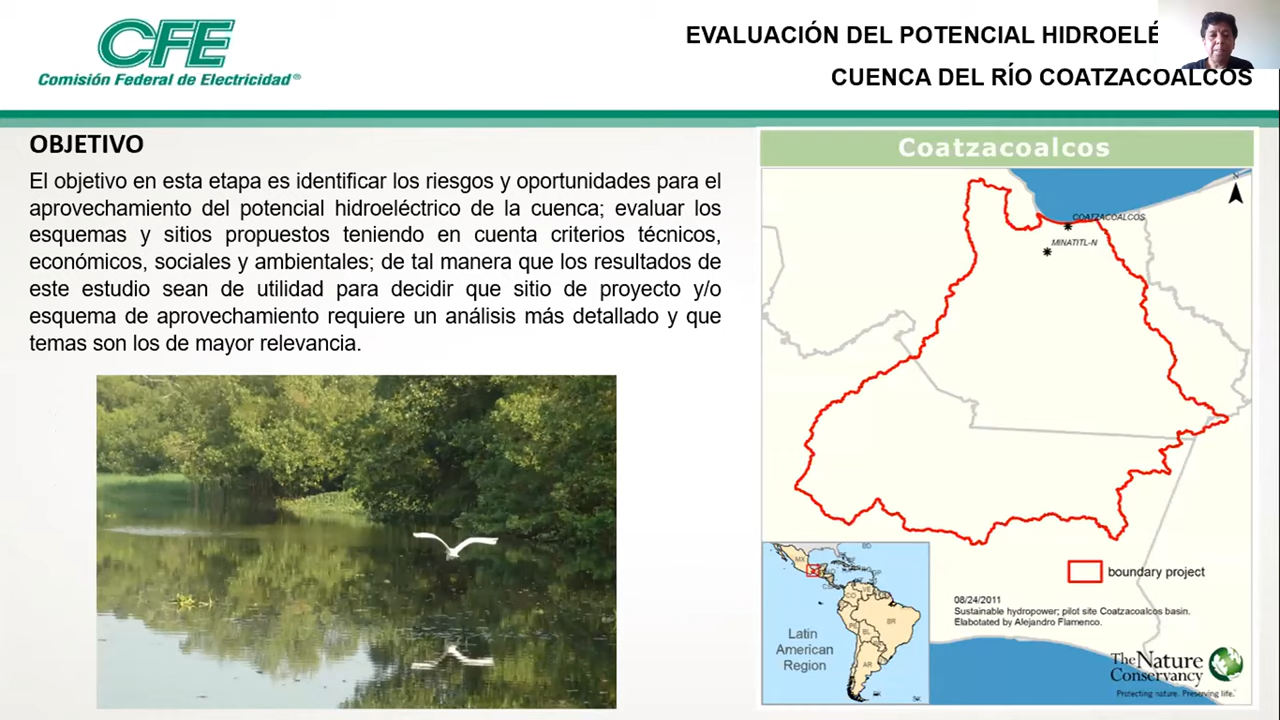 CFE
Comisión Federal de Electricidad®
EVALUACIÓN DEL POTENCIAL HIDROELÉ
CUENCA DEL RÍO COATZACOALCOS
OBJETIVO
El objetivo en esta etapa es identificar los riesgos y oportunidades para el
aprovechamiento del potencial hidroeléctrico de la cuenca; evaluar los
esquemas y sitios propuestos teniendo en cuenta criterios técnicos,
económicos, sociales y ambientales; de tal manera que los resultados de
este estudio sean de utilidad para decidir que sitio de proyecto y/o
esquema de aprovechamiento requiere un análisis más detallado y que
temas son los de mayor relevancia.
Coatzacoalcos
N
COATZACOALCOS
MINATITL-N
boundary project
08/24/2011
Sustainable hydropower; pilot site Coatzacoalcos basin.
Elabotated by Alejandro Flamenco.
MX
BR
AR
Latin
American
Region
The Nature
Conservancy
Protecting nature. Preserving life.